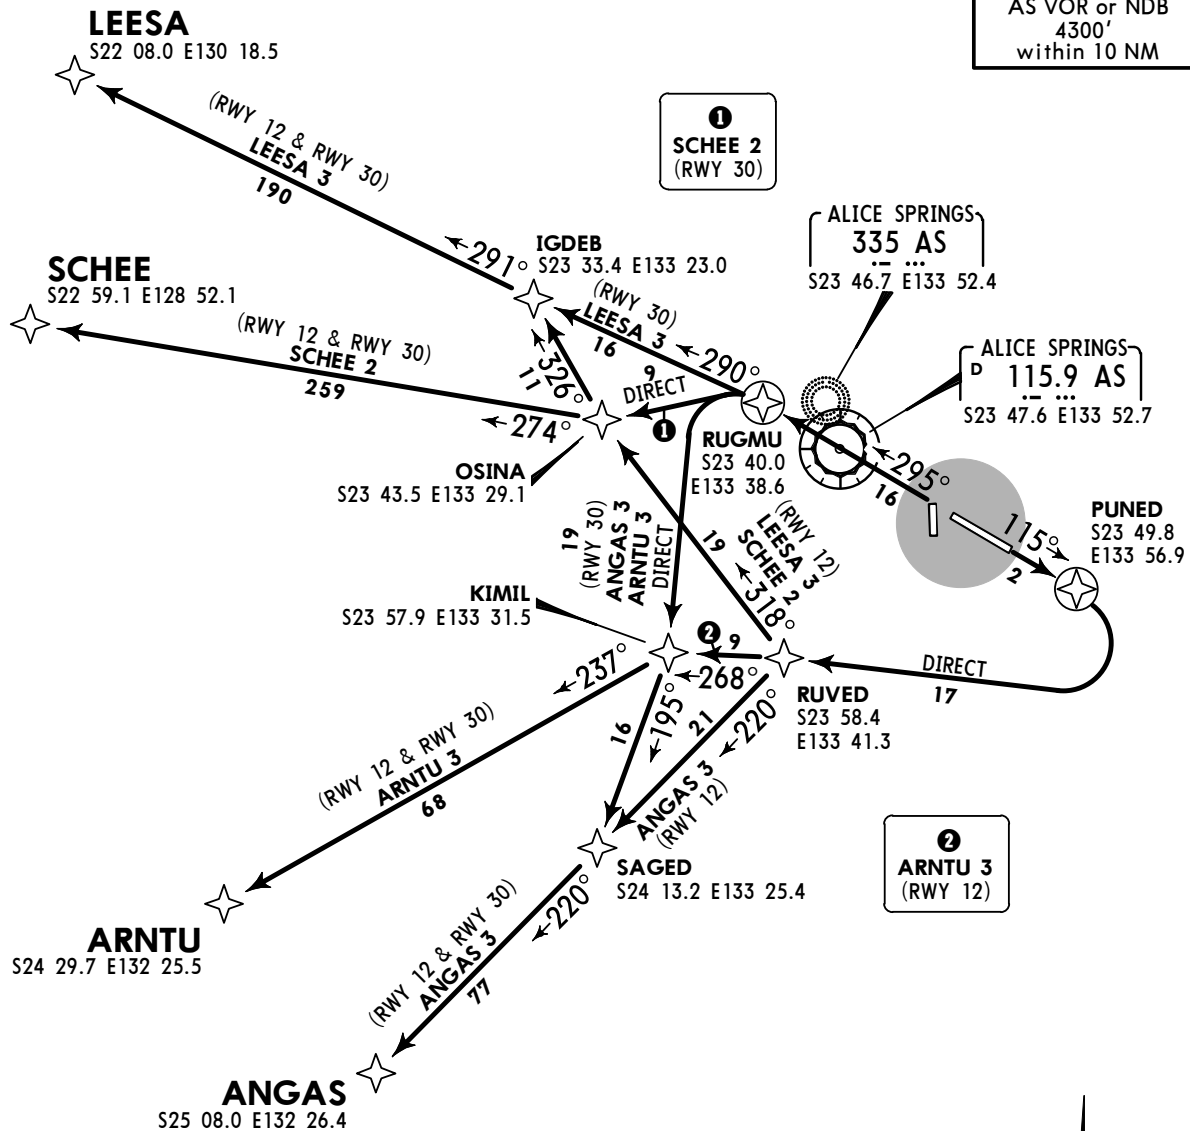 LEESA
S22 08.0 E130 18.5
AS VOR or NDB
4300'
within 10 NM
(RWY 12 & RWY 30)
LEESA 3
190
1
SCHEE 2
(RWY 30)
ALICE SPRINGS
335 AS
S23 46.7 E133 52.4
IGDEB
S23 33.4 E133 23.0
291°
SCHEE
S22 59.1 E128 52.1
(RWY 12 & RWY 30)
SCHEE 2
259
(RWY 30)
LEESA 3
16
290°
326°
11
9
DIRECT
1
ALICE SPRINGS
D 115.9 AS
S23 47.6 E133 52.7
274°
OSINA
S23 43.5 E133 29.1
RUGMU
S23 40.0
E133 38.6
295°
16
115°
2
PUNED
S23 49.8
E133 56.9
19
(RWY 30)
ANGAS 3
ARNTU 3
DIRECT
19
(RWY 12)
LEESA 3
SCHEE 2
318°
KIMIL
S23 57.9 E133 31.5
2
9
268°
DIRECT
17
RUVED
S23 58.4
E133 41.3
237°
195°
16
21
220°
ANGAS 3
(RWY 12)
(RWY 12 & RWY 30)
ARNTU 3
68
2
ARNTU 3
(RWY 12)
SAGED
S24 13.2 E133 25.4
220°
(RWY 12 & RWY 30)
ANGAS 3
77
ARNTU
S24 29.7 E132 25.5
ANGAS
S25 08.0 E132 26.4